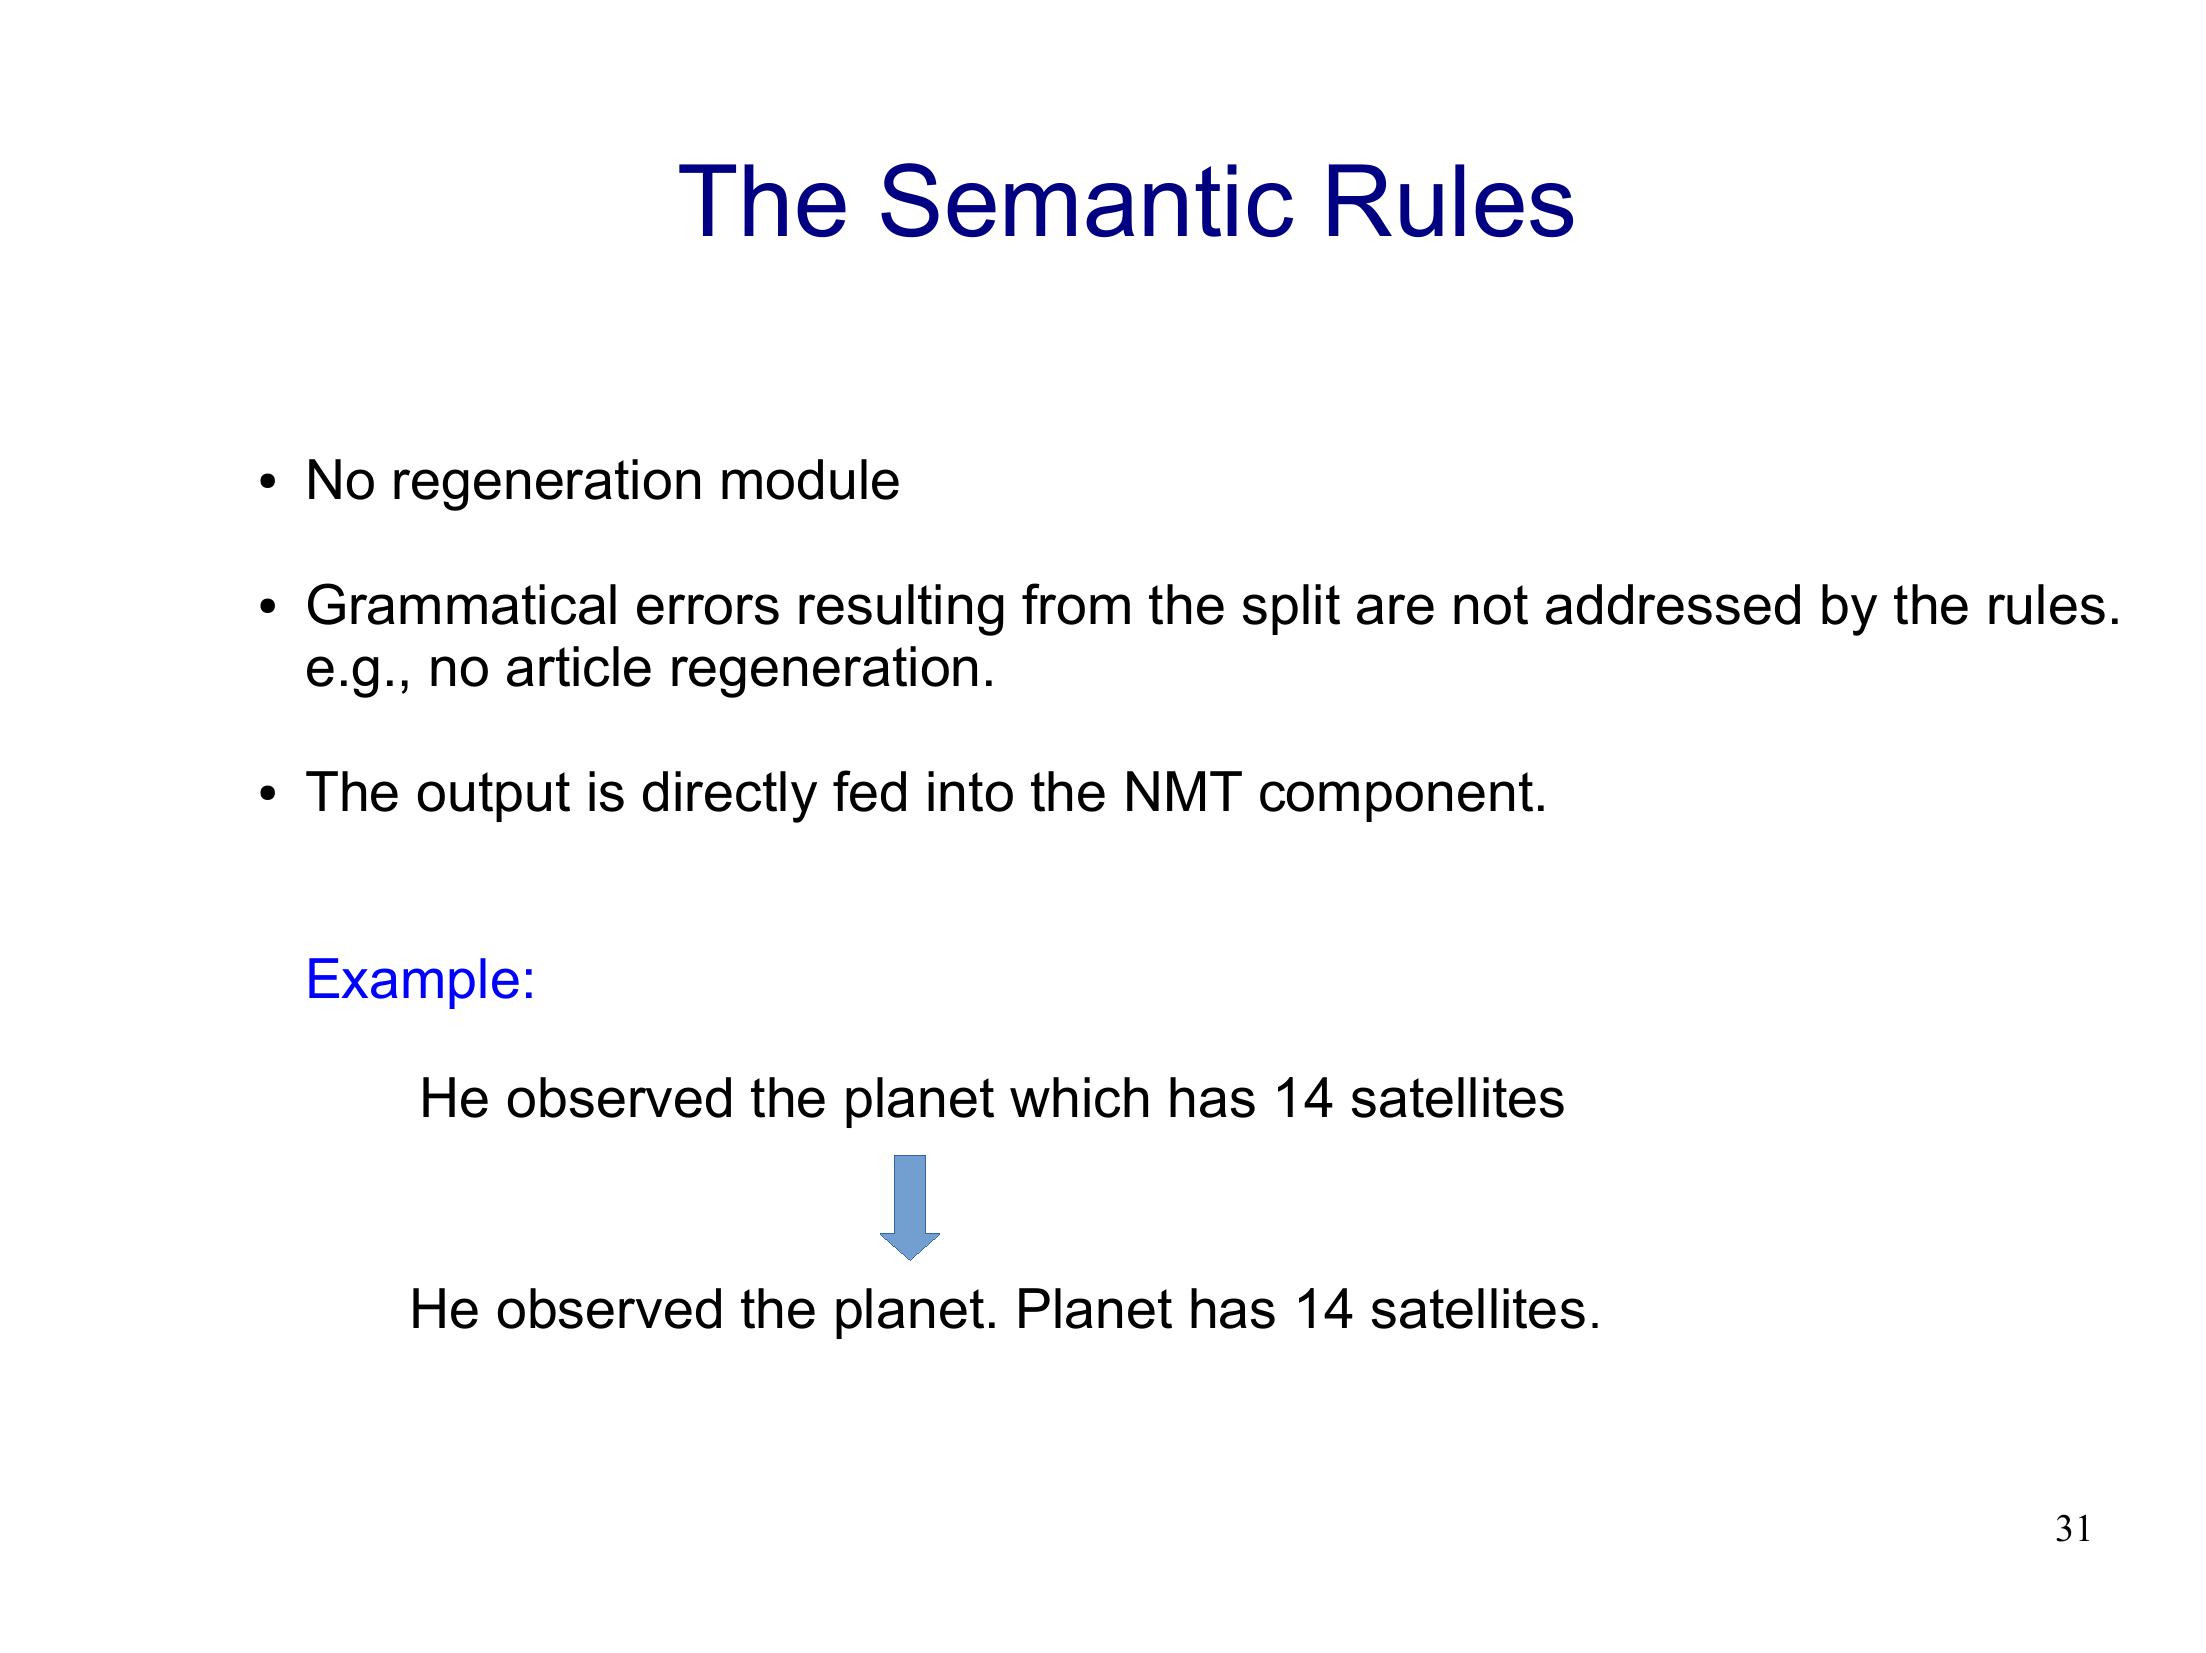 The Semantic Rules
• No regeneration module
• Grammatical errors resulting from the split are not addressed by the rules.
e.g., no article regeneration.
• The output is directly fed into the NMT component.
Example:
He observed the planet which has 14 satellites
He observed the planet. Planet has 14 satellites.
31